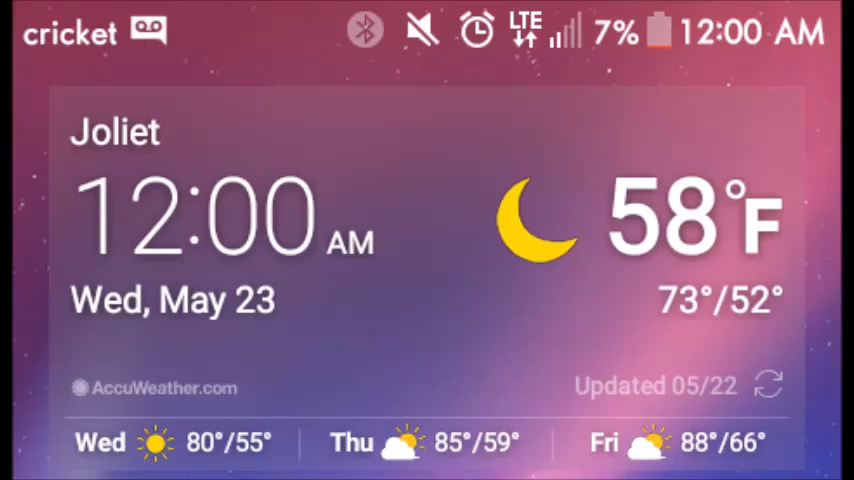 cricket LTE 7% 12:00 AM
Joliet
12:00 AM
58°F
Wed, May 23
73°/52°
AccuWeather.com
Updated 05/22
Wed 80°/55° Thu 85°/59° Fri 88°/66°